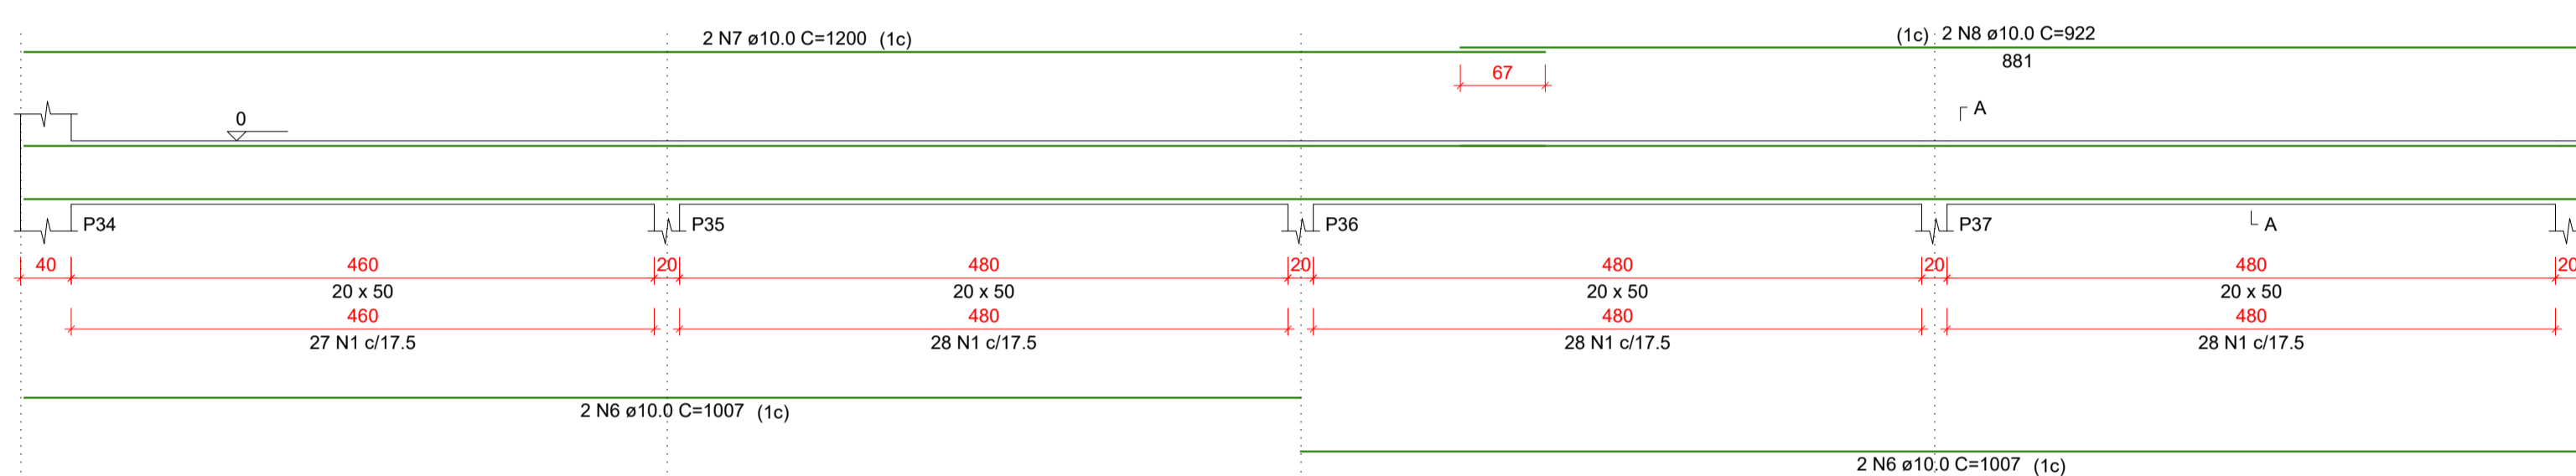 2 N7 ø10.0 C=1200 (1c)
(1c) 2 N8 ø10.0 C=922
881
67
A
0
P34
P35
P36
P37
A
40 460 20 480 20 480 20 480 20
20 x 50 20 x 50 20 x 50 20 x 50
460 480 480 480
27 N1 c/17.5 28 N1 c/17.5 28 N1 c/17.5 28 N1 c/17.5
2 N6 ø10.0 C=1007 (1c)
2 N6 ø10.0 C=1007 (1c)